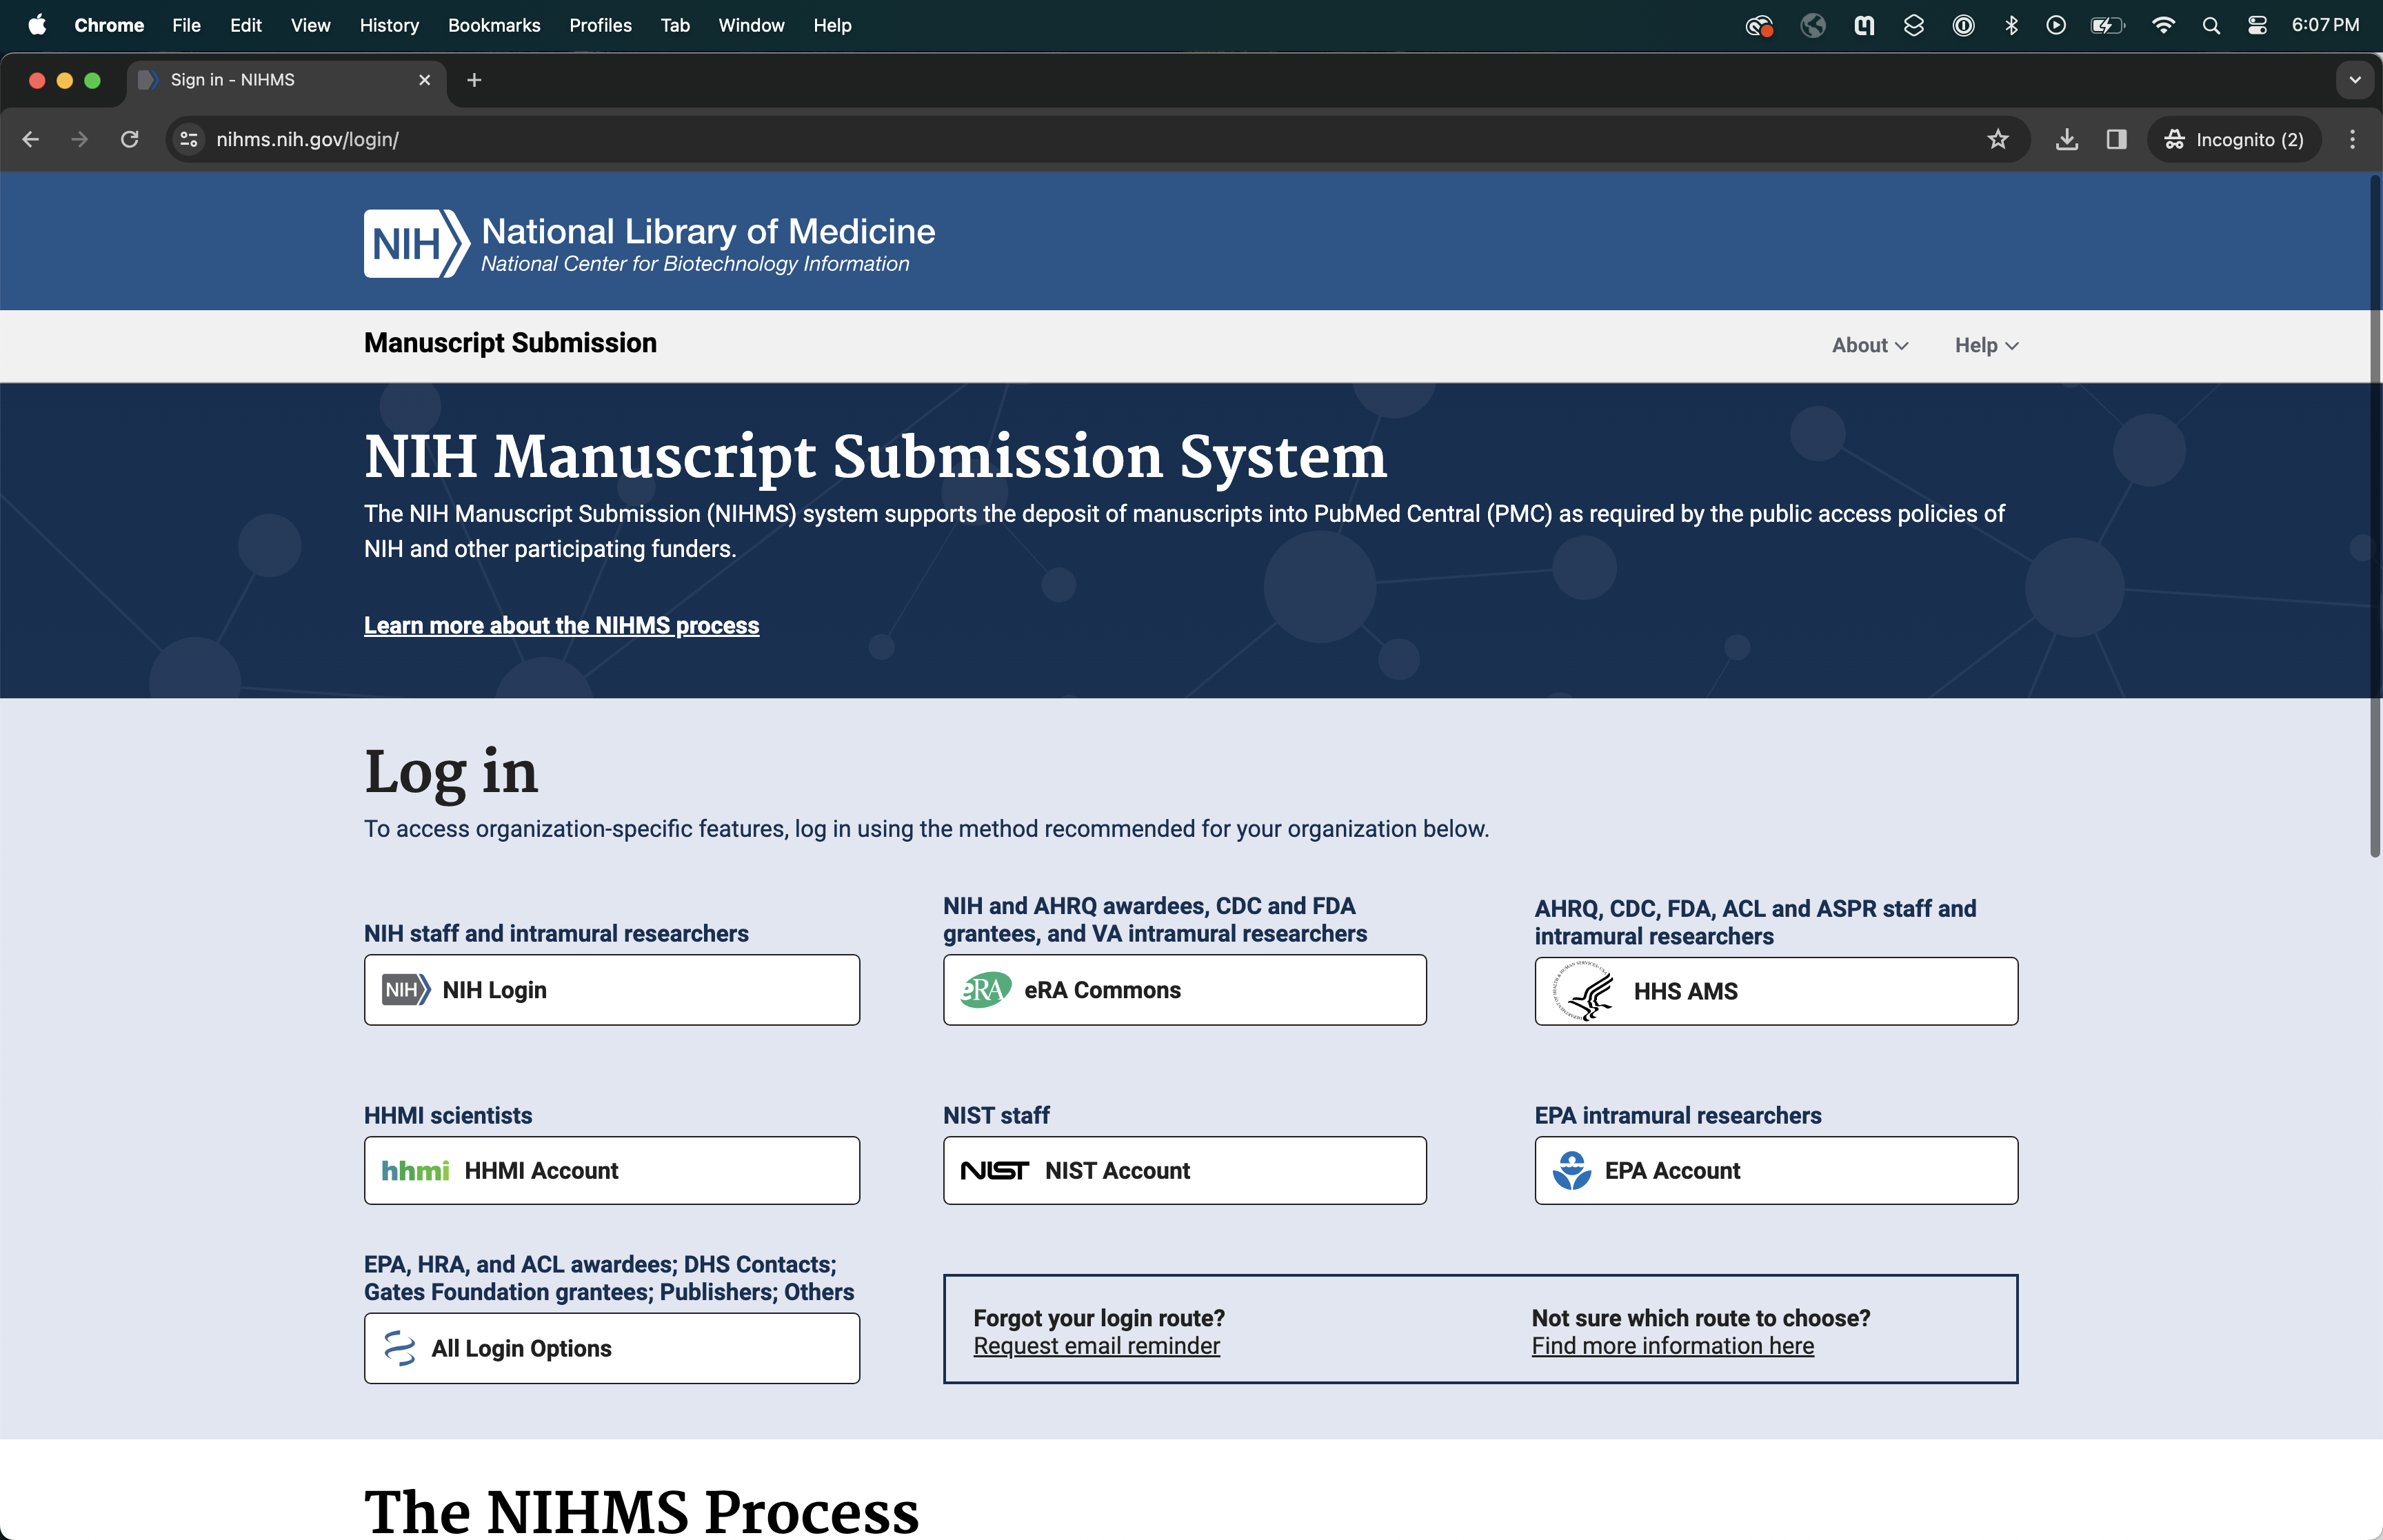 Chrome File Edit View History Bookmarks Profiles Tab Window Help 6:07 PM
Sign in - NIHMS
nihms.nih.gov/login/ Incognito (2)
NIH National Library of Medicine
National Center for Biotechnology Information
Manuscript Submission About Help
NIH Manuscript Submission System
The NIH Manuscript Submission (NIHMS) system supports the deposit of manuscripts into PubMed Central (PMC) as required by the public access policies of
NIH and other participating funders.
Learn more about the NIHMS process
Log in
To access organization-specific features, log in using the method recommended for your organization below.
NIH staff and intramural researchers
NIH NIH Login
NIH and AHRQ awardees, CDC and FDA
grantees, and VA intramural researchers
eRA eRA Commons
AHRQ, CDC, FDA, ACL and ASPR staff and
intramural researchers
HHS AMS
HHMI scientists
hhmi HHMI Account
NIST staff
NIST NIST Account
EPA intramural researchers
EPA Account
EPA, HRA, and ACL awardees; DHS Contacts;
Gates Foundation grantees; Publishers; Others
All Login Options
Forgot your login route?
Request email reminder
Not sure which route to choose?
Find more information here
The NIHMS Process